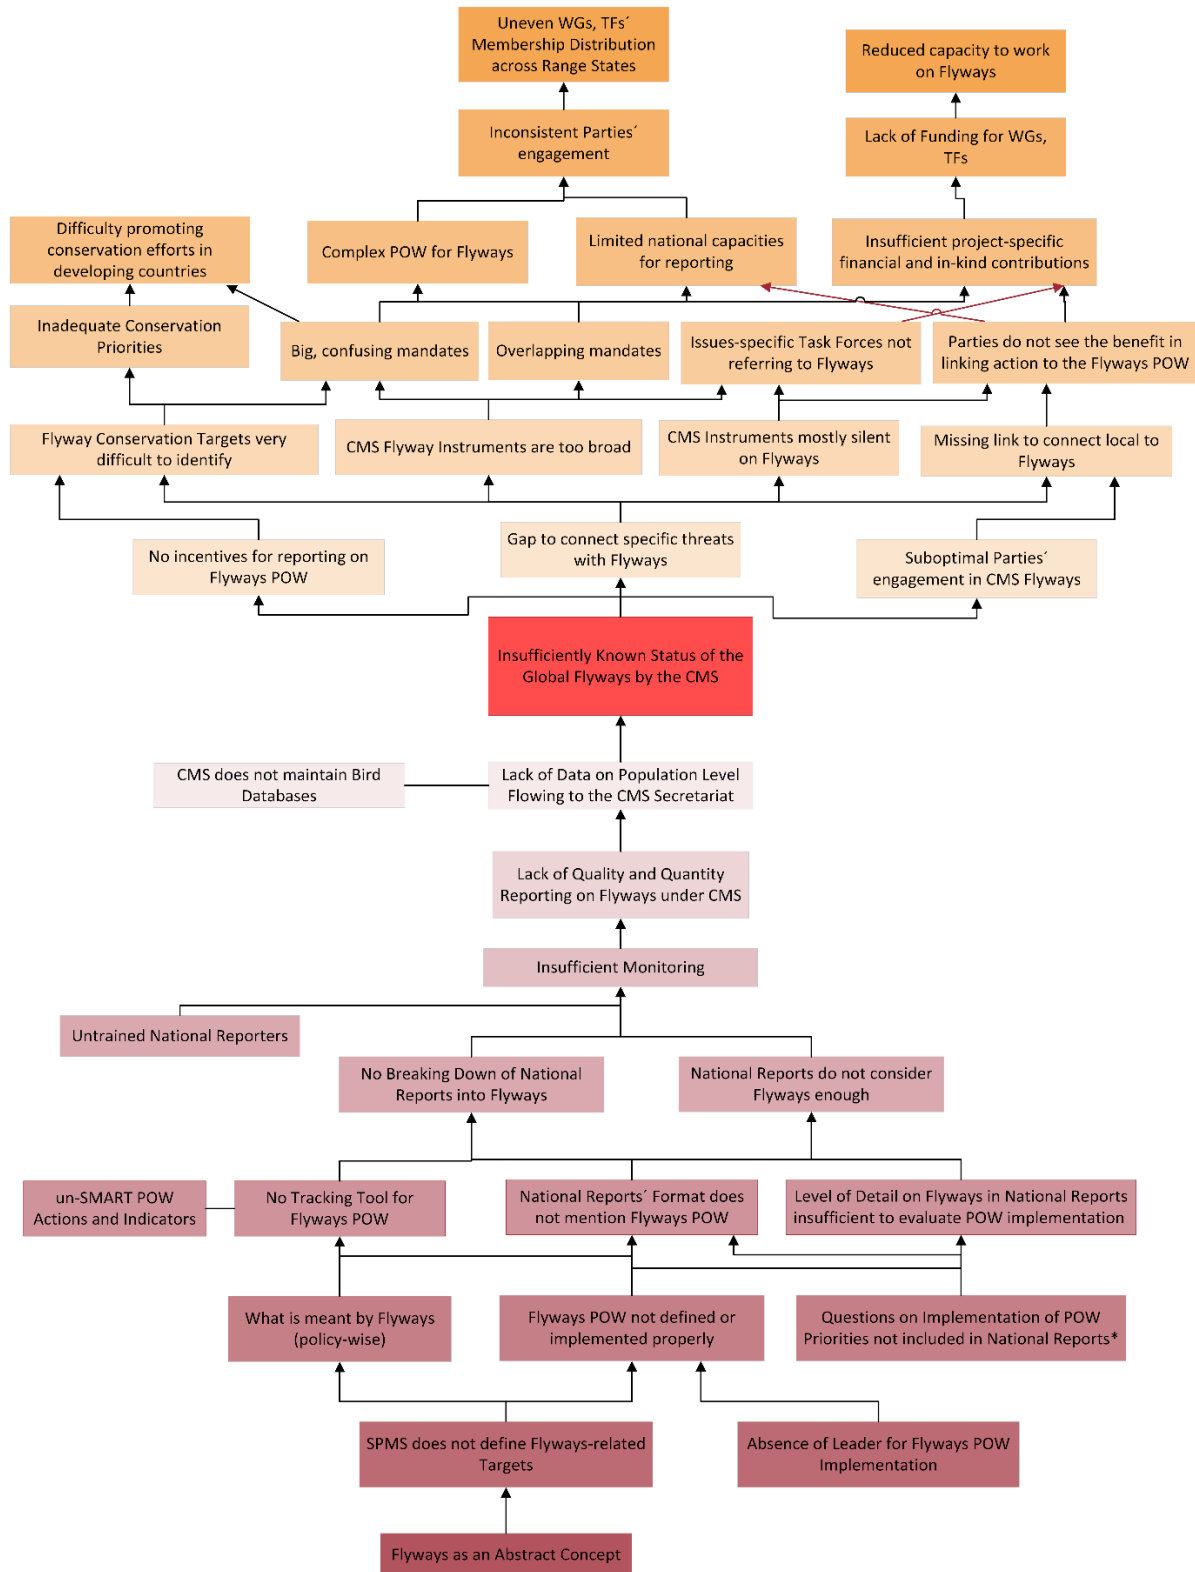 Uneven WGs, TFs´
Membership Distribution
across Range States
Reduced capacity to work
on Flyways
Inconsistent Parties´
engagement
Lack of Funding for WGs,
TFs
Difficulty promoting
conservation efforts in
developing countries
Complex POW for Flyways
Limited national capacities
for reporting
Insufficient project-specific
financial and in-kind contributions
Inadequate Conservation
Priorities
Big, confusing mandates
Overlapping mandates
Issues-specific Task Forces not
referring to Flyways
Parties do not see the benefit in
linking action to the Flyways POW
Flyway Conservation Targets very
difficult to identify
CMS Flyway Instruments are too broad
CMS Instruments mostly silent
on Flyways
Missing link to connect local to
Flyways
No incentives for reporting on
Flyways POW
Gap to connect specific threats
with Flyways
Suboptimal Parties´
engagement in CMS Flyways
Insufficiently Known Status of the
Global Flyways by the CMS
CMS does not maintain Bird
Databases
Lack of Data on Population Level
Flowing to the CMS Secretariat
Lack of Quality and Quantity
Reporting on Flyways under CMS
Insufficient Monitoring
Untrained National Reporters
No Breaking Down of National
Reports into Flyways
National Reports do not consider
Flyways enough
un-SMART POW
Actions and Indicators
No Tracking Tool for
Flyways POW
National Reports´ Format does
not mention Flyways POW
Level of Detail on Flyways in National Reports
insufficient to evaluate POW implementation
What is meant by Flyways
(policy-wise)
Flyways POW not defined or
implemented properly
Questions on Implementation of POW
Priorities not included in National Reports*
SPMS does not define Flyways-related
Targets
Absence of Leader for Flyways POW
Implementation
Flyways as an Abstract Concept